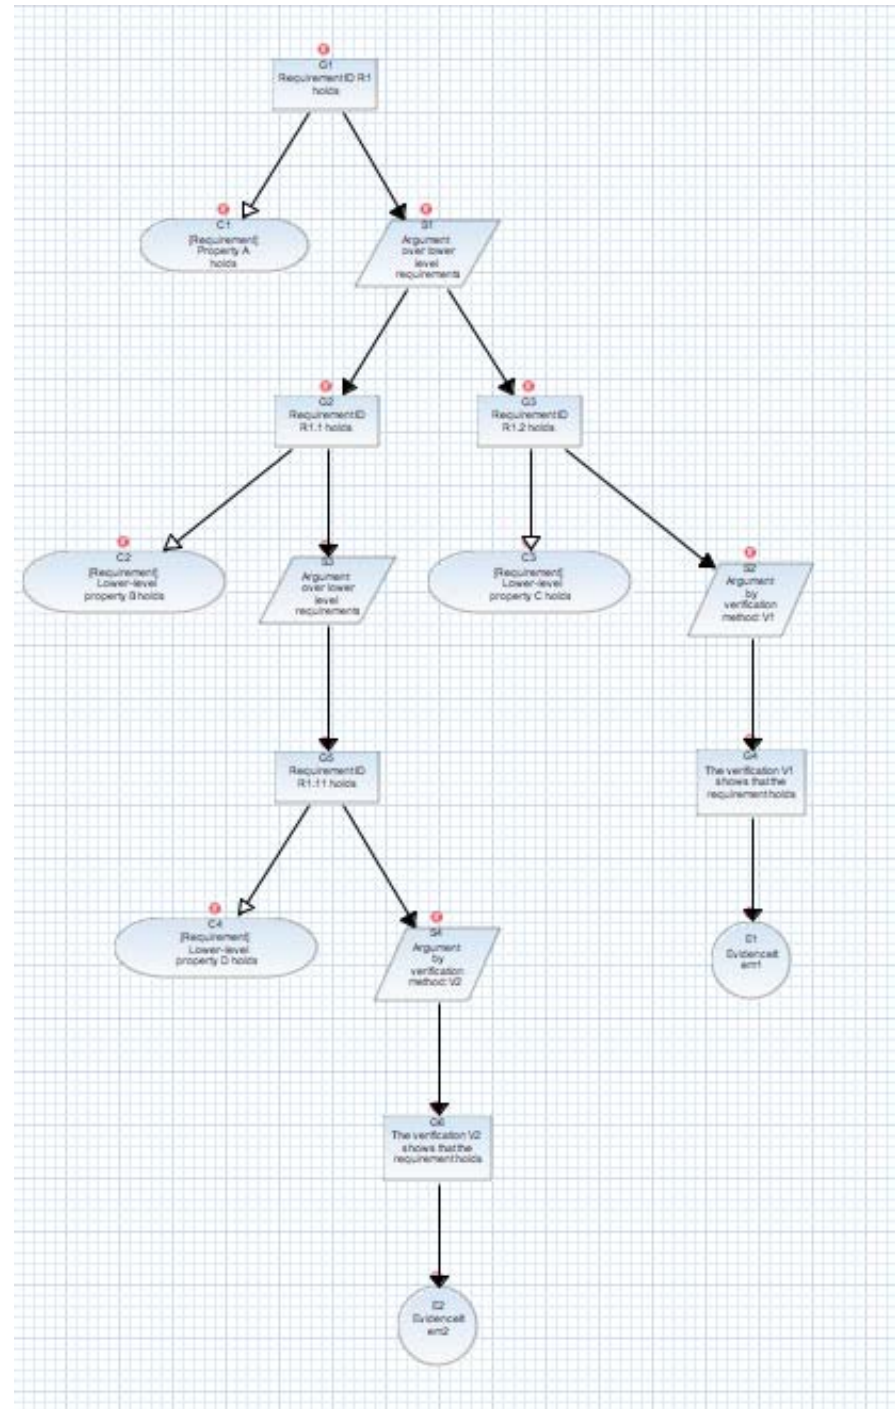 G1
RequirementID R1
holds
C1
[Requirement]
Property A
holds
S1
Argument
over lower
level
requirements
G2
RequirementID
R1.1 holds
G3
RequirementID
R1.2 holds
C2
[Requirement]
Lower-level
property B holds
S3
Argument
over lower
level
requirements
C3
[Requirement]
Lower-level
property C holds
S2
Argument
by
verification
method: V1
G5
RequirementID
R1.1.1 holds
G4
The verification V1
shows that the
requirement holds
C4
[Requirement]
Lower-level
property D holds
S4
Argument
by
verification
method: V2
E1
EvidenceIt
em1
G6
The verification V2
shows that the
requirement holds
E2
EvidenceIt
em2